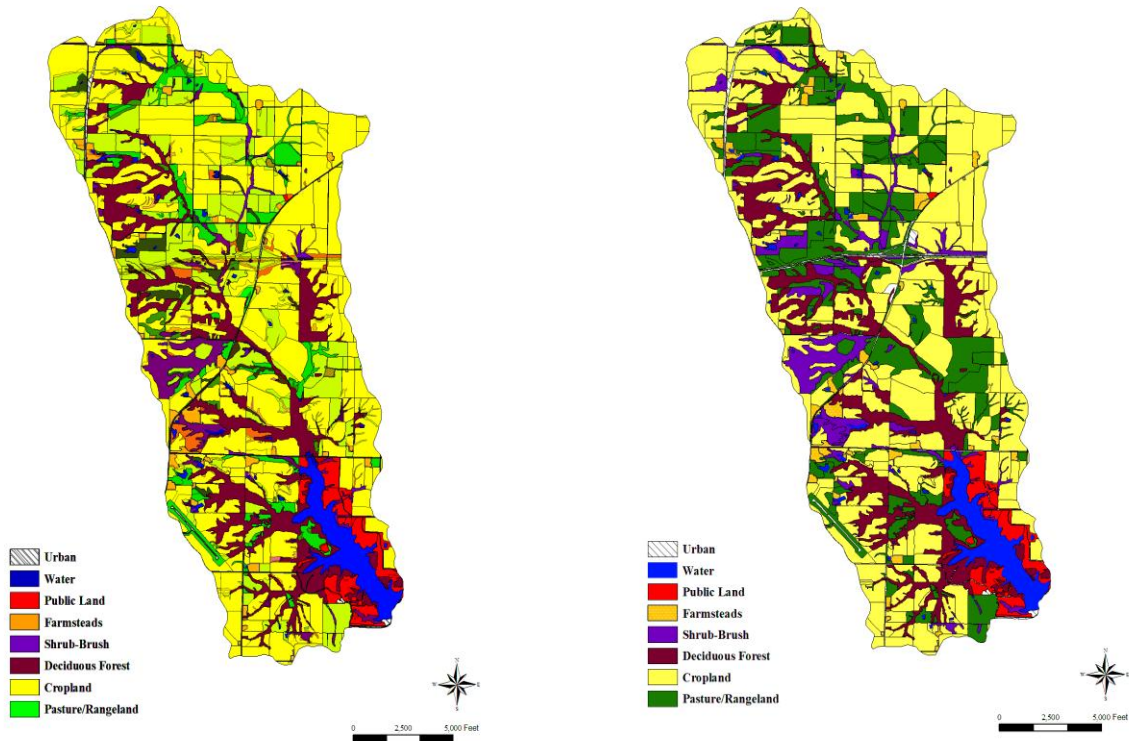 Urban
Water
Public Land
Farmsteads
Shrub-Brush
Deciduous Forest
Cropland
Pasture/Rangeland
N
W E
S
0 2,500 5,000 Feet
Urban
Water
Public Land
Farmsteads
Shrub-Brush
Deciduous Forest
Cropland
Pasture/Rangeland
N
W E
S
0 2,500 5,000 Feet